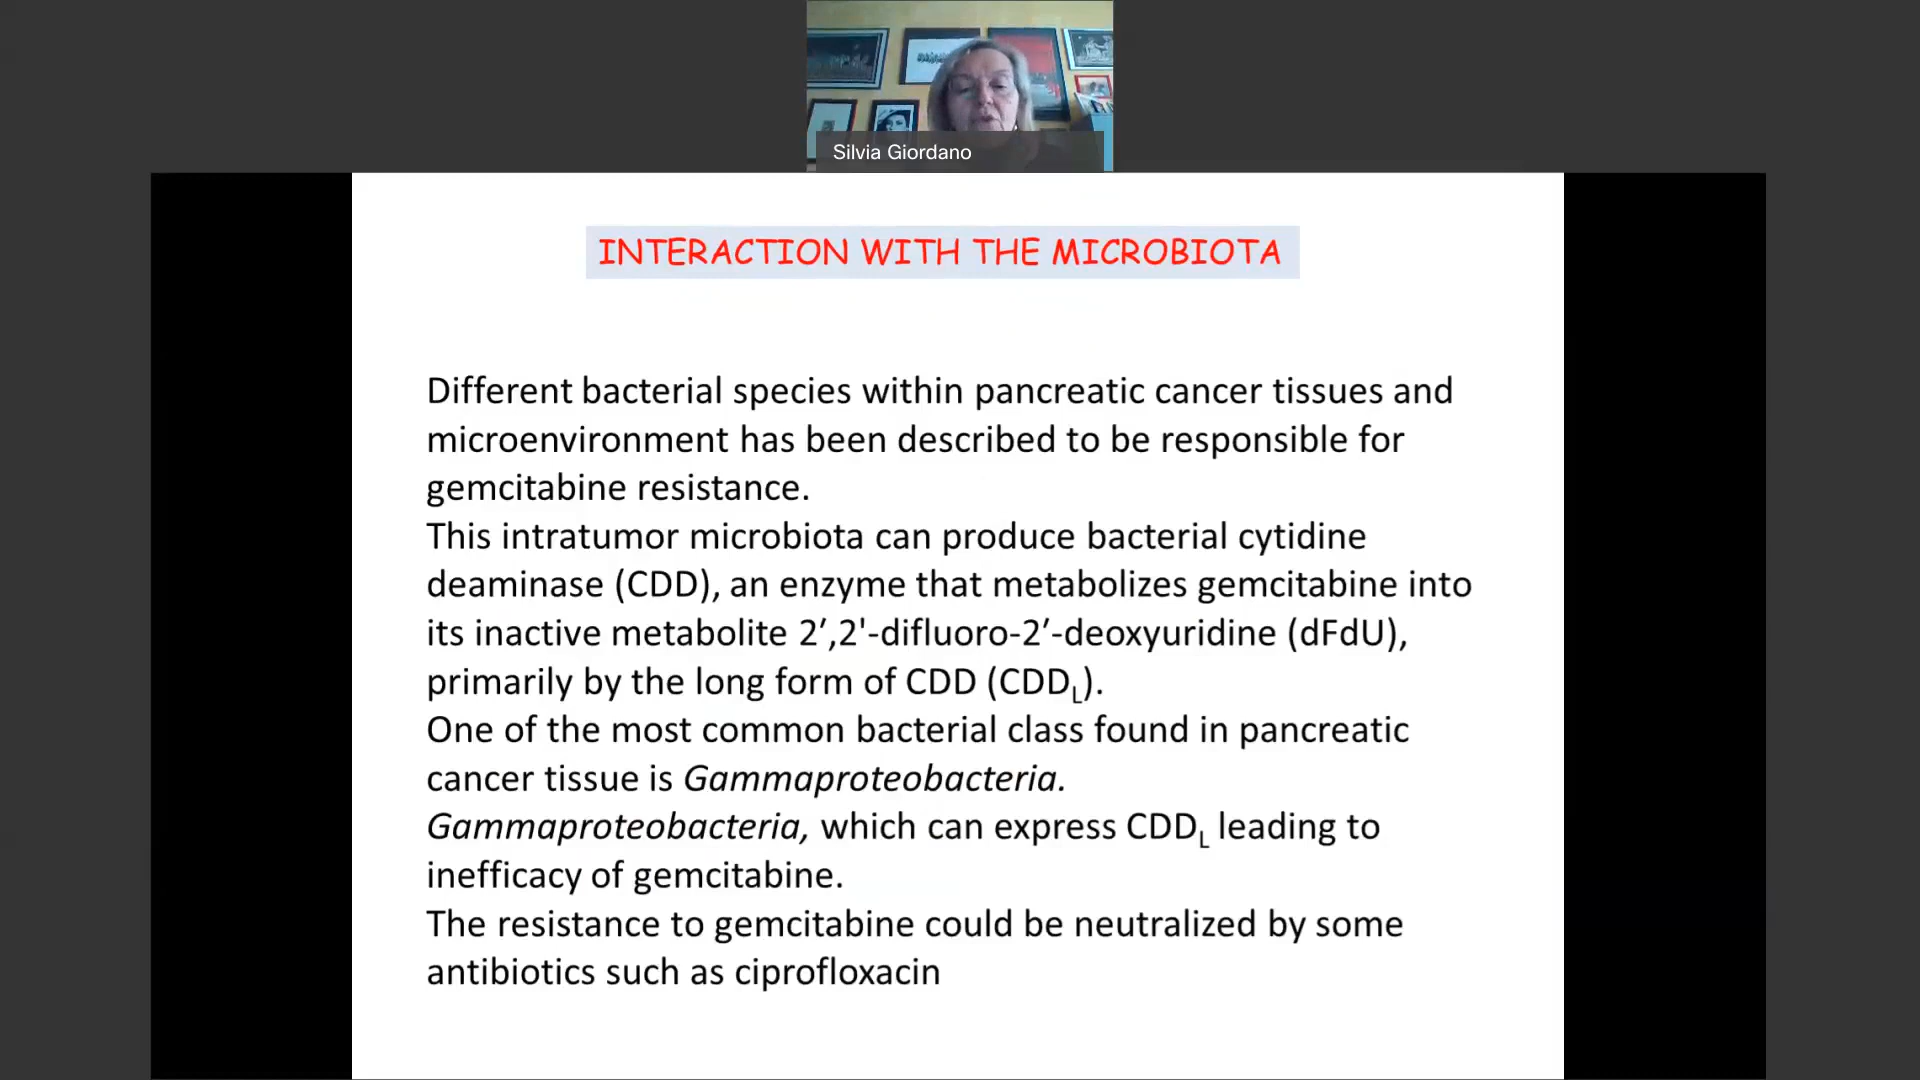 Silvia Giordano
INTERACTION WITH THE MICROBIOTA
Different bacterial species within pancreatic cancer tissues and
microenvironment has been described to be responsible for
gemcitabine resistance.
This intratumor microbiota can produce bacterial cytidine
deaminase (CDD), an enzyme that metabolizes gemcitabine into
its inactive metabolite 2′,2'-difluoro-2′-deoxyuridine (dFdU),
primarily by the long form of CDD (CDDL).
One of the most common bacterial class found in pancreatic
cancer tissue is Gammaproteobacteria.
Gammaproteobacteria, which can express CDDL leading to
inefficacy of gemcitabine.
The resistance to gemcitabine could be neutralized by some
antibiotics such as ciprofloxacin